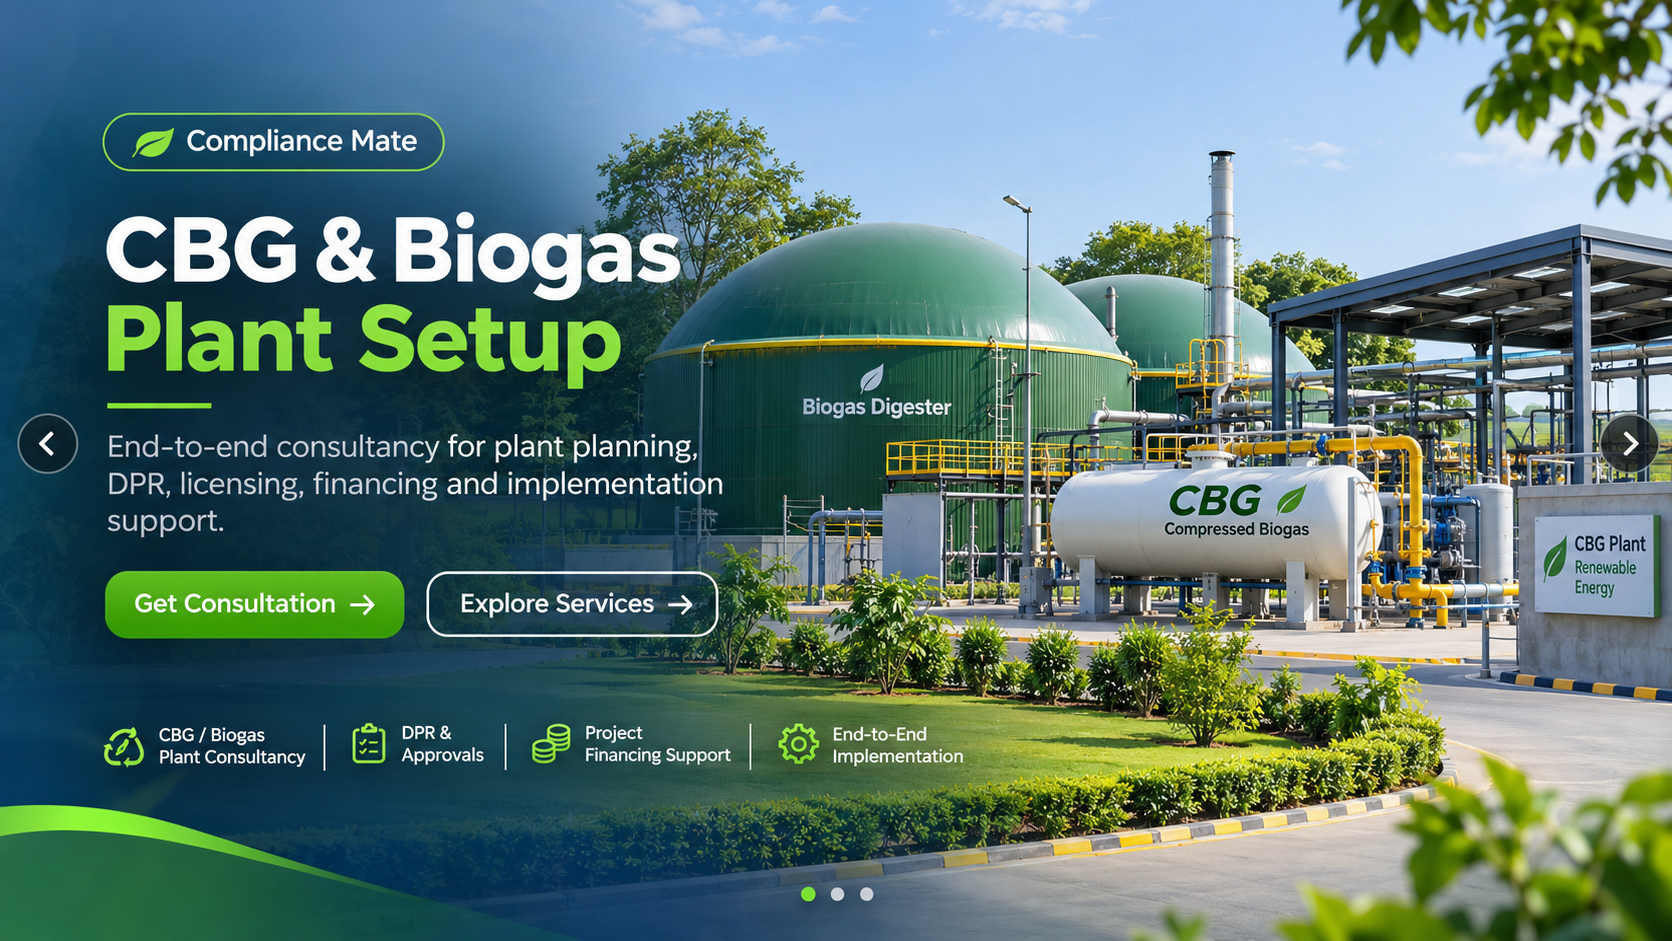 Compliance Mate
CBG & Biogas
Plant Setup
End-to-end consultancy for plant planning,
DPR, licensing, financing and implementation
support.
Get Consultation
Explore Services
CBG / Biogas
Plant Consultancy
DPR &
Approvals
Project
Financing Support
End-to-End
Implementation
Biogas Digester
CBG
Compressed Biogas
CBG Plant
Renewable
Energy